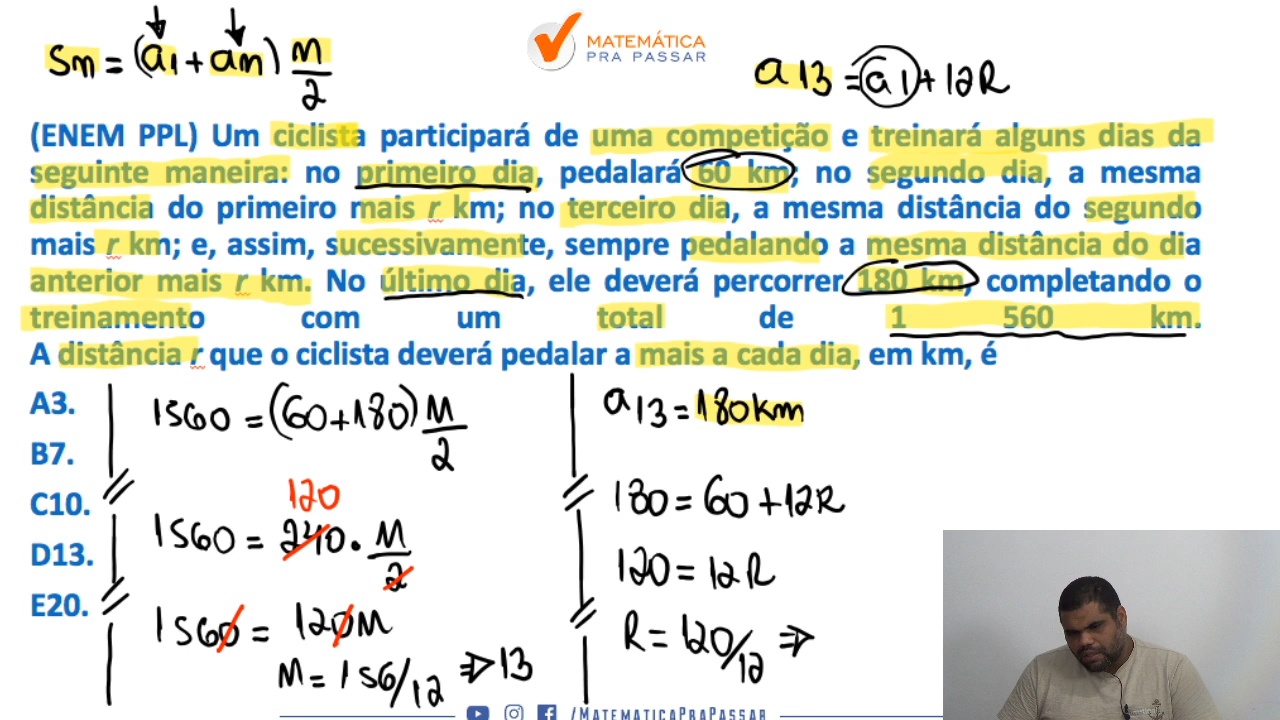 Sn = (a1 + an) n/2
MATEMÁTICA
PRA PASSAR
a13 = a1 + 12R
(ENEM PPL) Um ciclista participará de uma competição e treinará alguns dias da
seguinte maneira: no primeiro dia, pedalará 60 km; no segundo dia, a mesma
distância do primeiro mais r km; no terceiro dia, a mesma distância do segundo
mais r km; e, assim, sucessivamente, sempre pedalando a mesma distância do dia
anterior mais r km. No último dia, ele deverá percorrer 180 km, completando o
treinamento com um total de 1 560 km.
A distância r que o ciclista deverá pedalar a mais a cada dia, em km, é
A3.
B7.
C10.
D13.
E20.
1560 = (60+180) n/2
120
1560 = 240 . n/2
1560 = 120n
n = 156/12 => 13
a13 = 180km
180 = 60 + 12R
120 = 12R
R = 120/12 =>
/MATEMATICAPRAPASSAR